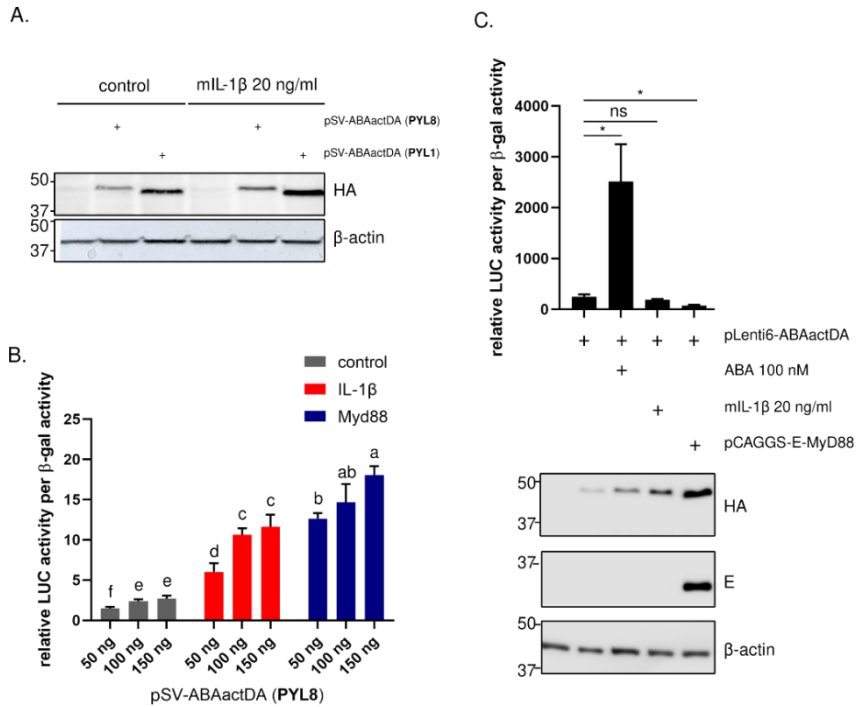 A.
control mIL-1β 20 ng/ml
+ + pSV-ABAactDA (PYL8)
+ + pSV-ABAactDA (PYL1)
50
37
HA
50
37
β-actin
B.
control
IL-1β
Myd88
relative LUC activity per β-gal activity
25
20
15
10
5
0
f e e d c c b ab a
50 ng 100 ng 150 ng 50 ng 100 ng 150 ng 50 ng 100 ng 150 ng
pSV-ABAactDA (PYL8)
C.
relative LUC activity per β-gal activity
4000
3000
2000
1000
0
*
ns
*
+ + + + pLenti6-ABAactDA
+ ABA 100 nM
+ mIL-1β 20 ng/ml
+ pCAGGS-E-MyD88
50
37
HA
37
E
50
37
β-actin